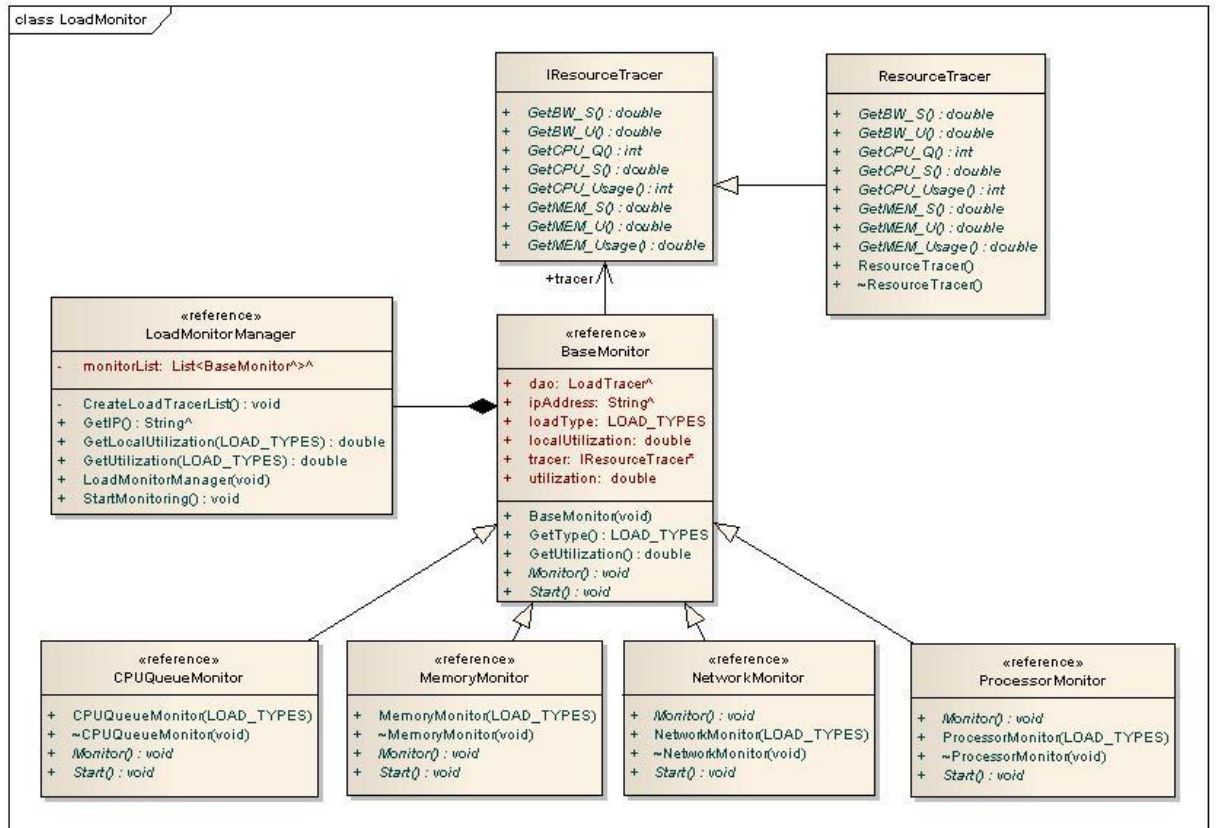 class LoadMonitor
IResourceTracer
+ GetBW_S() : double
+ GetBW_U() : double
+ GetCPU_Q() : int
+ GetCPU_S() : double
+ GetCPU_Usage() : int
+ GetMEM_S() : double
+ GetMEM_U() : double
+ GetMEM_Usage() : double
ResourceTracer
+ GetBW_S() : double
+ GetBW_U() : double
+ GetCPU_Q() : int
+ GetCPU_S() : double
+ GetCPU_Usage() : int
+ GetMEM_S() : double
+ GetMEM_U() : double
+ GetMEM_Usage() : double
+ ResourceTracer()
+ ~ResourceTracer()
+tracer
«reference»
LoadMonitorManager
- monitorList: List<BaseMonitor^>^
- CreateLoadTracerList() : void
+ GetIP() : String^
+ GetLocalUtilization(LOAD_TYPES) : double
+ GetUtilization(LOAD_TYPES) : double
+ LoadMonitorManager(void)
+ StartMonitoring() : void
«reference»
BaseMonitor
+ dao: LoadTracer^
+ ipAddress: String^
+ loadType: LOAD_TYPES
+ localUtilization: double
+ tracer: IResourceTracer*
+ utilization: double
+ BaseMonitor(void)
+ GetType() : LOAD_TYPES
+ GetUtilization() : double
+ Monitor() : void
+ Start() : void
«reference»
CPUQueueMonitor
+ CPUQueueMonitor(LOAD_TYPES)
+ ~CPUQueueMonitor(void)
+ Monitor() : void
+ Start() : void
«reference»
MemoryMonitor
+ MemoryMonitor(LOAD_TYPES)
+ ~MemoryMonitor(void)
+ Monitor() : void
+ Start() : void
«reference»
NetworkMonitor
+ Monitor() : void
+ NetworkMonitor(LOAD_TYPES)
+ ~NetworkMonitor(void)
+ Start() : void
«reference»
ProcessorMonitor
+ Monitor() : void
+ ProcessorMonitor(LOAD_TYPES)
+ ~ProcessorMonitor(void)
+ Start() : void